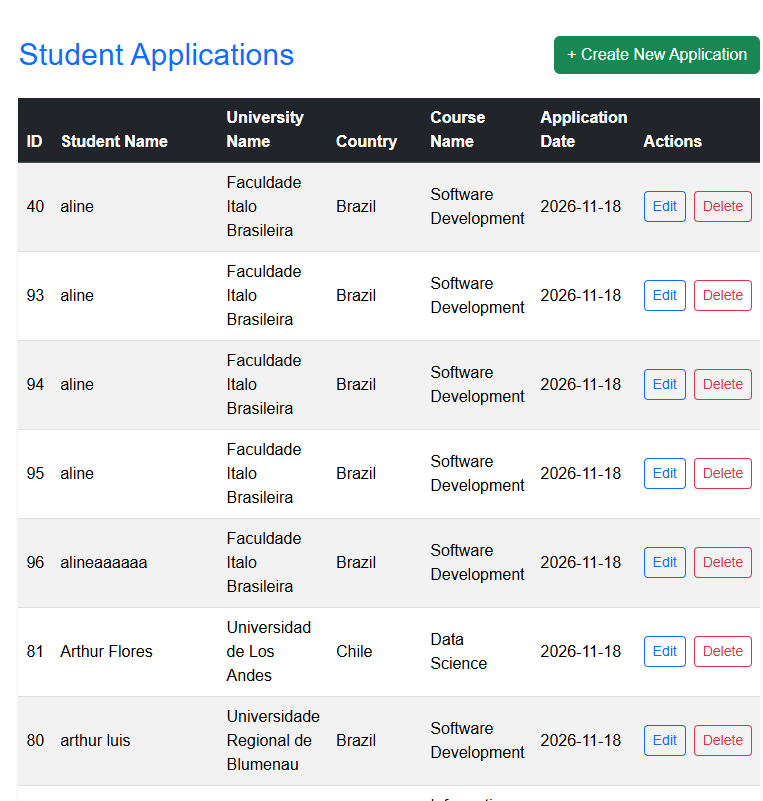 Student Applications
+ Create New Application
ID Student Name University Name Country Course Name Application Date Actions
40 aline Faculdade Italo Brasileira Brazil Software Development 2026-11-18 Edit Delete
93 aline Faculdade Italo Brasileira Brazil Software Development 2026-11-18 Edit Delete
94 aline Faculdade Italo Brasileira Brazil Software Development 2026-11-18 Edit Delete
95 aline Faculdade Italo Brasileira Brazil Software Development 2026-11-18 Edit Delete
96 alineaaaaaa Faculdade Italo Brasileira Brazil Software Development 2026-11-18 Edit Delete
81 Arthur Flores Universidad de Los Andes Chile Data Science 2026-11-18 Edit Delete
80 arthur luis Universidade Regional de Blumenau Brazil Software Development 2026-11-18 Edit Delete